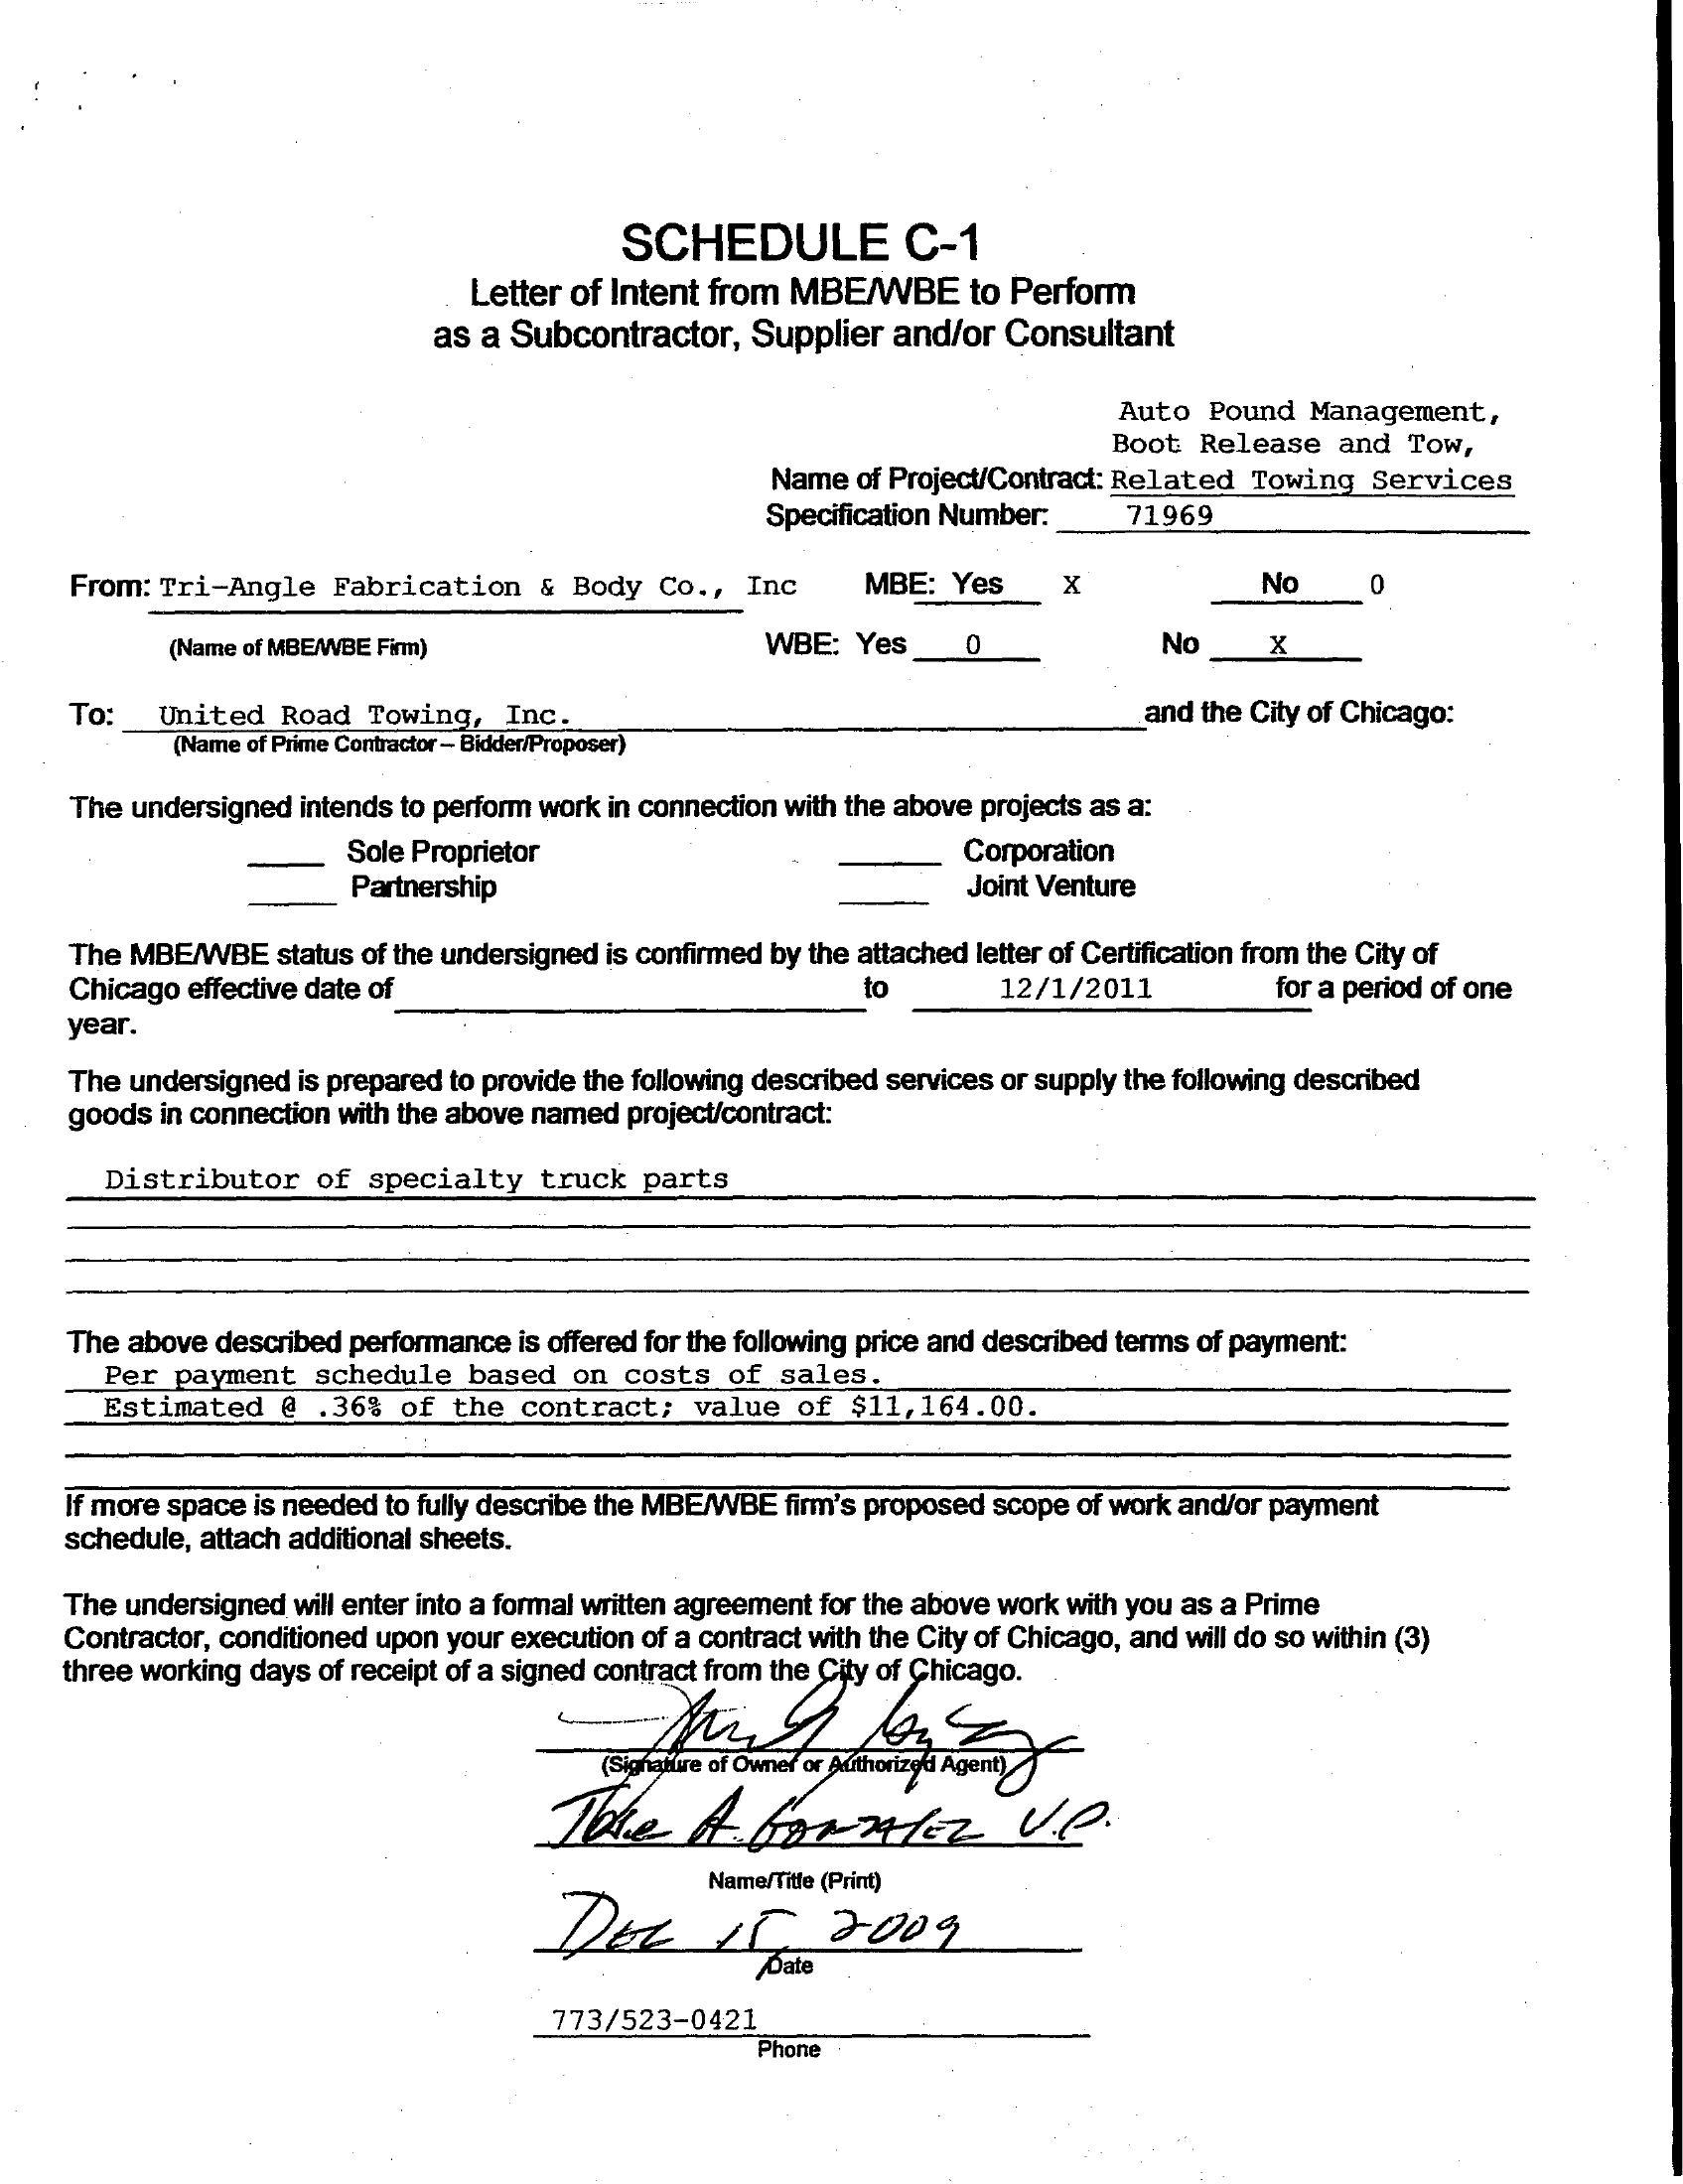 SCHEDULE C-1
Letter of Intent from MBE/WBE to Perform
as a Subcontractor, Supplier and/or Consultant
Auto Pound Management,
Boot Release and Tow,
Name of Project/Contract: Related Towing Services
Specification Number: 71969
From: Tri-Angle Fabrication & Body Co., Inc MBE: Yes X No 0
(Name of MBE/WBE Firm) WBE: Yes 0 No X
To: United Road Towing, Inc. and the City of Chicago:
(Name of Prime Contractor – Bidder/Proposer)
The undersigned intends to perform work in connection with the above projects as a:
Sole Proprietor Corporation
Partnership Joint Venture
The MBE/WBE status of the undersigned is confirmed by the attached letter of Certification from the City of
Chicago effective date of to 12/1/2011 for a period of one
year.
The undersigned is prepared to provide the following described services or supply the following described
goods in connection with the above named project/contract:
Distributor of specialty truck parts
The above described performance is offered for the following price and described terms of payment:
Per payment schedule based on costs of sales.
Estimated @ .36% of the contract; value of $11,164.00.
If more space is needed to fully describe the MBE/WBE firm's proposed scope of work and/or payment
schedule, attach additional sheets.
The undersigned will enter into a formal written agreement for the above work with you as a Prime
Contractor, conditioned upon your execution of a contract with the City of Chicago, and will do so within (3)
three working days of receipt of a signed contract from the City of Chicago.
(Signature of Owner or Authorized Agent)
A. Gonzalez V.P.
Name/Title (Print)
Dec 15 2009
Date
773/523-0421
Phone